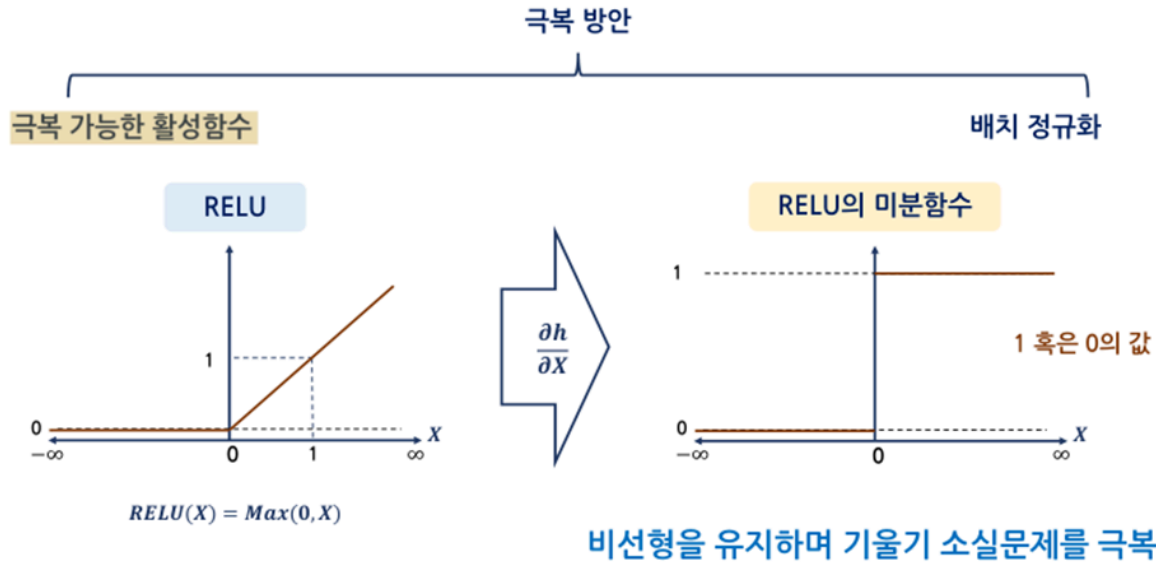 극복 방안
극복 가능한 활성함수
배치 정규화
RELU
RELU의 미분함수
1
0
−∞
0
1
∞
X
RELU(X) = Max(0, X)
∂h
∂X
1
0
−∞
0
∞
X
1 혹은 0의 값
비선형을 유지하며 기울기 소실문제를 극복